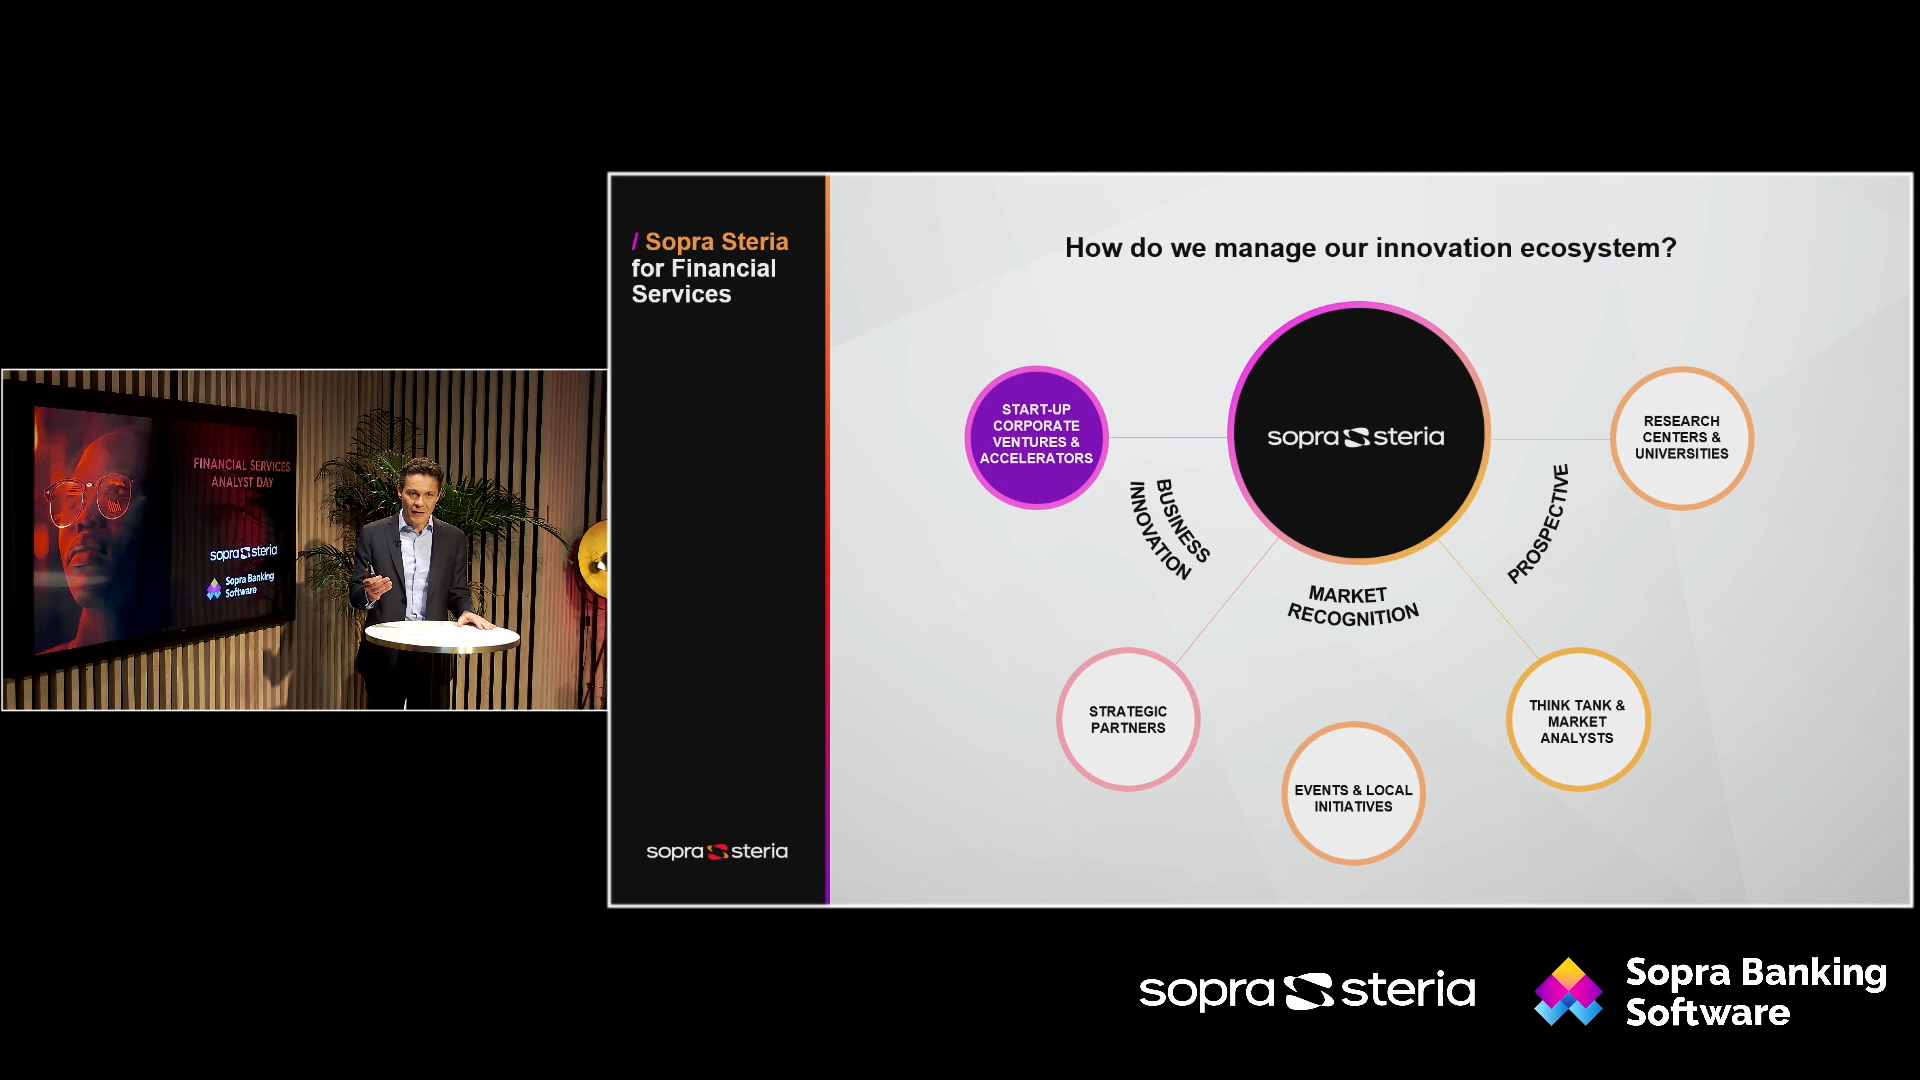 FINANCIAL SERVICES
ANALYST DAY
sopra steria
Sopra Banking
Software
/ Sopra Steria
for Financial
Services
sopra steria
How do we manage our innovation ecosystem?
START-UP
CORPORATE
VENTURES &
ACCELERATORS
sopra steria
RESEARCH
CENTERS &
UNIVERSITIES
BUSINESS
INNOVATION
MARKET
RECOGNITION
PROSPECTIVE
STRATEGIC
PARTNERS
EVENTS & LOCAL
INITIATIVES
THINK TANK &
MARKET
ANALYSTS
sopra steria
Sopra Banking
Software